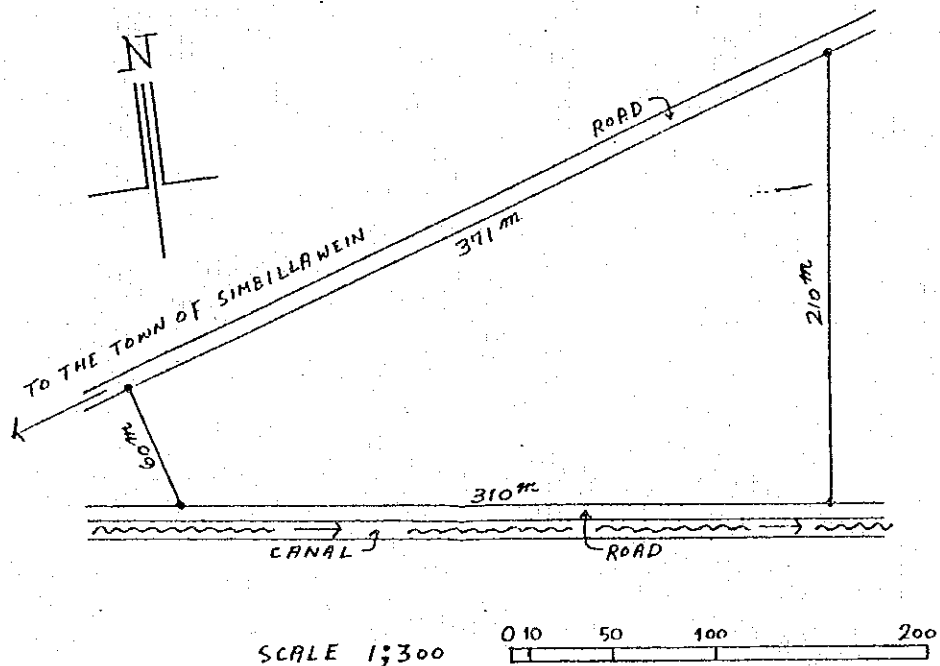 N
ROAD
371 m
TO THE TOWN OF SIMBILLAWEIN
210 m
60 m
310 m
CANAL
ROAD
SCALE 1:300
0 10 50 100 200